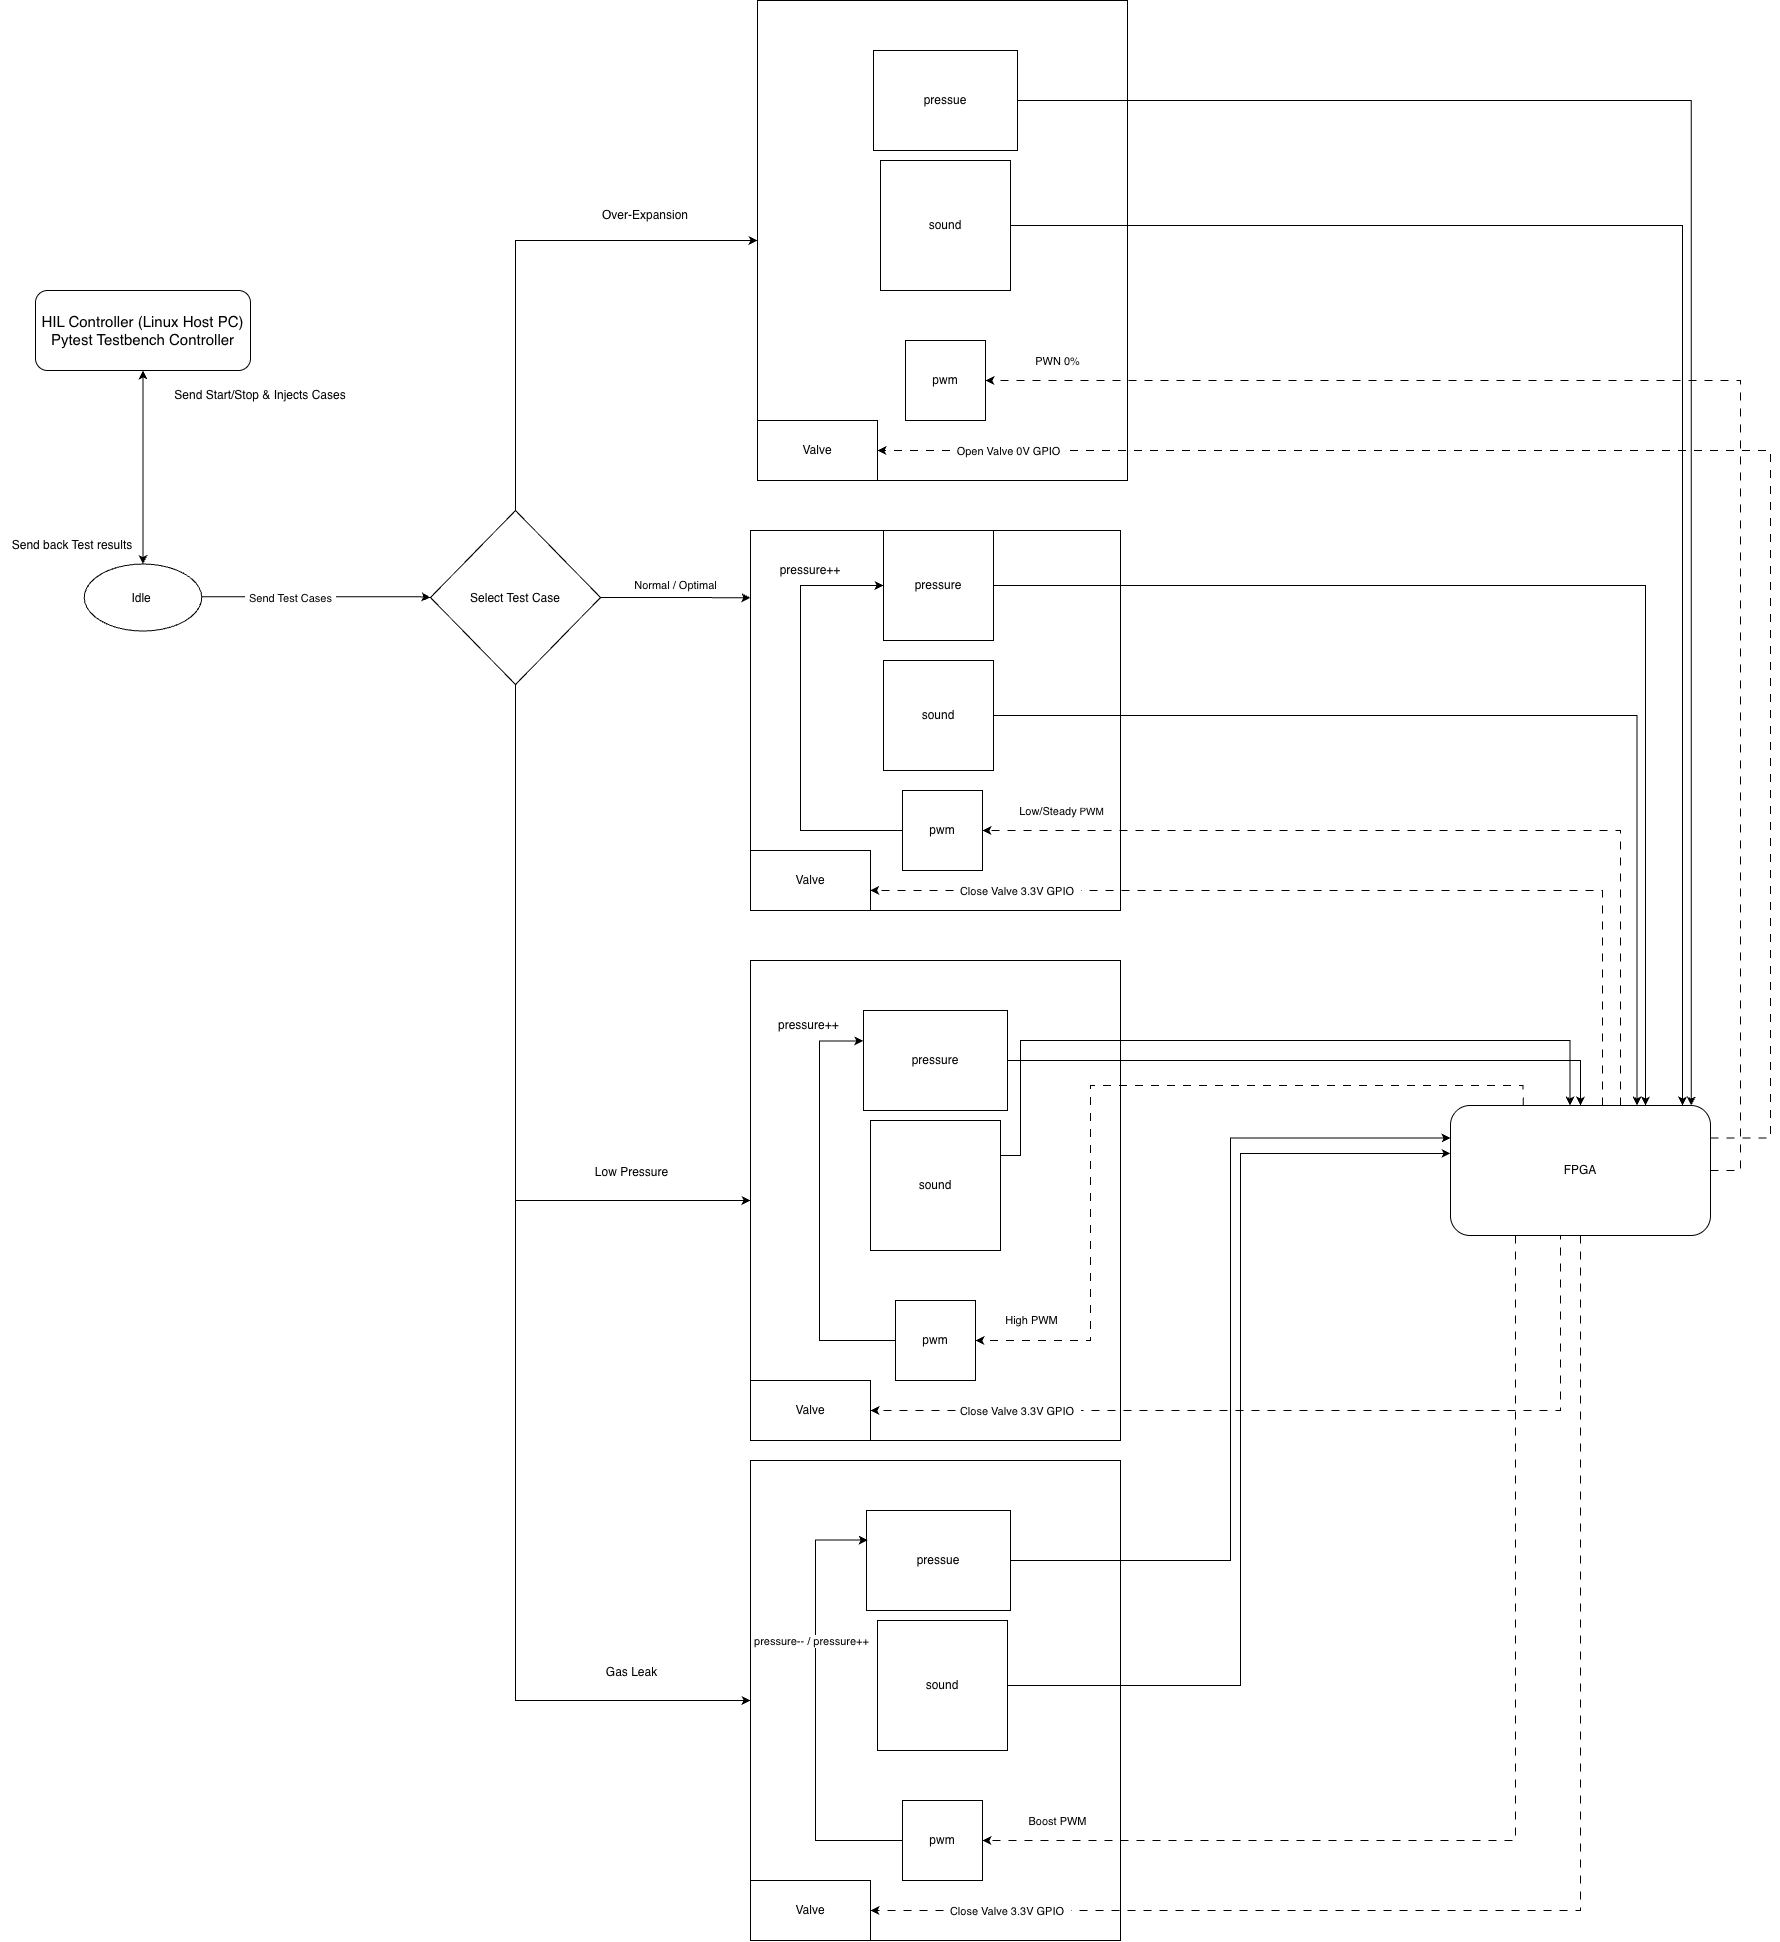 pressue
sound
Over-Expansion
HIL Controller (Linux Host PC)
Pytest Testbench Controller
PWN 0%
pwm
Send Start/Stop & Injects Cases
Valve
Open Valve 0V GPIO
Send back Test results
Idle
Send Test Cases
Select Test Case
Normal / Optimal
pressure++
pressure
sound
Low/Steady PWM
pwm
Valve
Close Valve 3.3V GPIO
pressure++
pressure
Low Pressure
sound
FPGA
High PWM
pwm
Valve
Close Valve 3.3V GPIO
pressue
pressure-- / pressure++
Gas Leak
sound
Boost PWM
pwm
Valve
Close Valve 3.3V GPIO